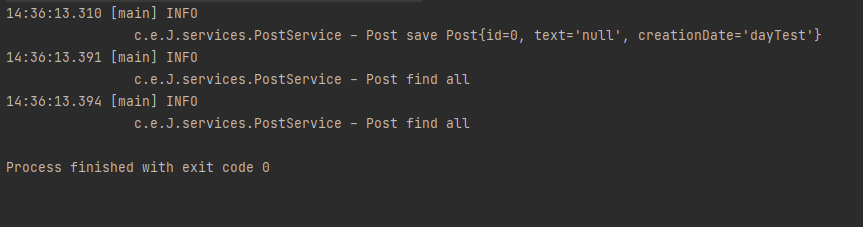 14:36:13.310 [main] INFO
c.e.J.services.PostService – Post save Post{id=0, text='null', creationDate='dayTest'}
14:36:13.391 [main] INFO
c.e.J.services.PostService – Post find all
14:36:13.394 [main] INFO
c.e.J.services.PostService – Post find all
Process finished with exit code 0